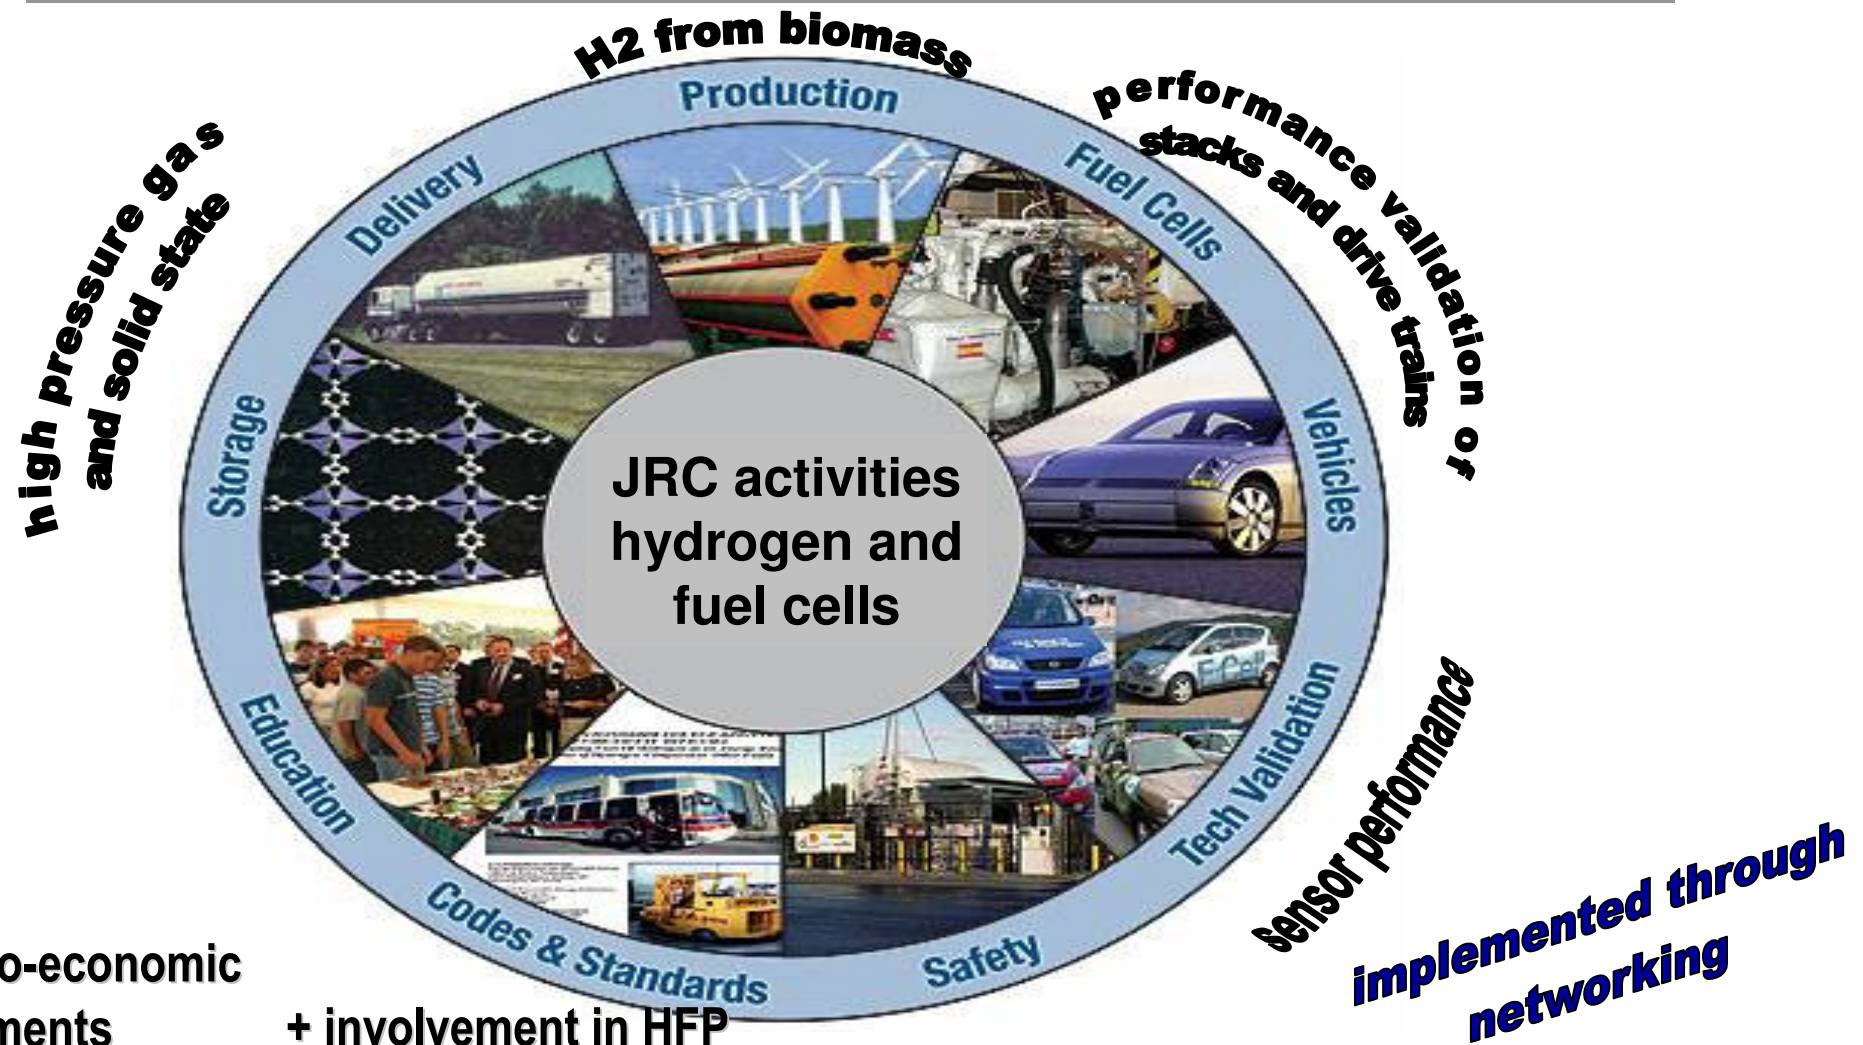 H2 from biomass
Production
performance validation of
stacks and drive trains
Fuel Cells
Delivery
high pressure gas
and solid state
Storage
Vehicles
JRC activities
hydrogen and
fuel cells
E-Cell
Education
Tech Validation
sensor performance
Codes & Standards
Safety
implemented through
networking
o-economic
ments
+ involvement in HFP